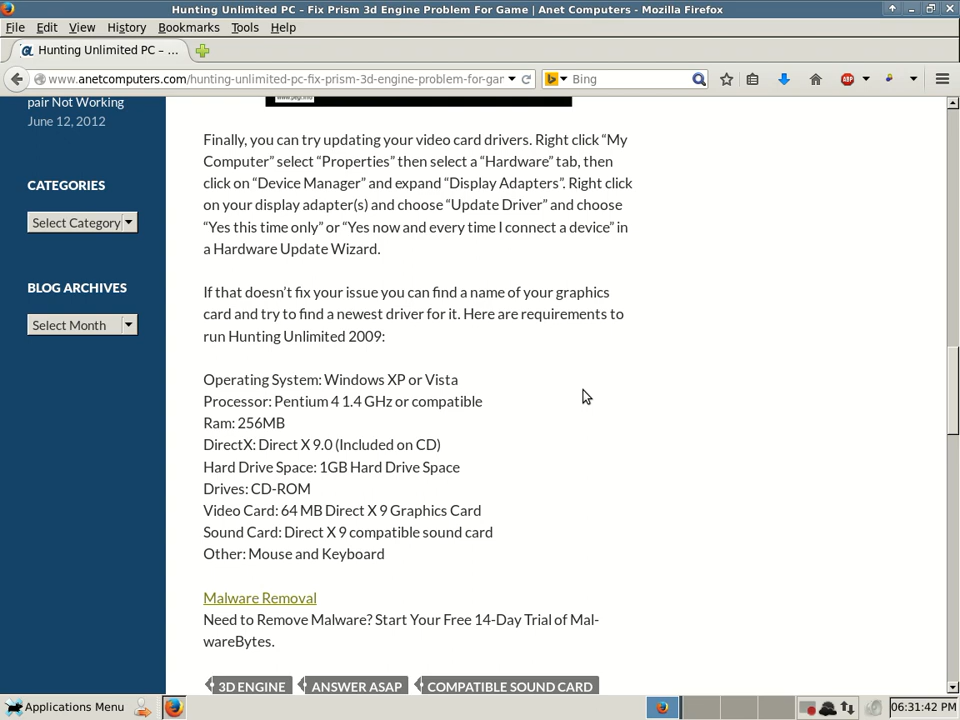 Hunting Unlimited PC – Fix Prism 3d Engine Problem For Game | Anet Computers - Mozilla Firefox
File Edit View History Bookmarks Tools Help
Hunting Unlimited PC – ...
www.anetcomputers.com/hunting-unlimited-pc-fix-prism-3d-engine-problem-for-gar
Bing
ABP
pair Not Working
June 12, 2012
CATEGORIES
Select Category
BLOG ARCHIVES
Select Month
Finally, you can try updating your video card drivers. Right click “My
Computer” select “Properties” then select a “Hardware” tab, then
click on “Device Manager” and expand “Display Adapters”. Right click
on your display adapter(s) and choose “Update Driver” and choose
“Yes this time only” or “Yes now and every time I connect a device” in
a Hardware Update Wizard.
If that doesn’t fix your issue you can find a name of your graphics
card and try to find a newest driver for it. Here are requirements to
run Hunting Unlimited 2009:
Operating System: Windows XP or Vista
Processor: Pentium 4 1.4 GHz or compatible
Ram: 256MB
DirectX: Direct X 9.0 (Included on CD)
Hard Drive Space: 1GB Hard Drive Space
Drives: CD-ROM
Video Card: 64 MB Direct X 9 Graphics Card
Sound Card: Direct X 9 compatible sound card
Other: Mouse and Keyboard
Malware Removal
Need to Remove Malware? Start Your Free 14-Day Trial of Mal-
wareBytes.
3D ENGINE ANSWER ASAP COMPATIBLE SOUND CARD
Applications Menu
06:31:42 PM